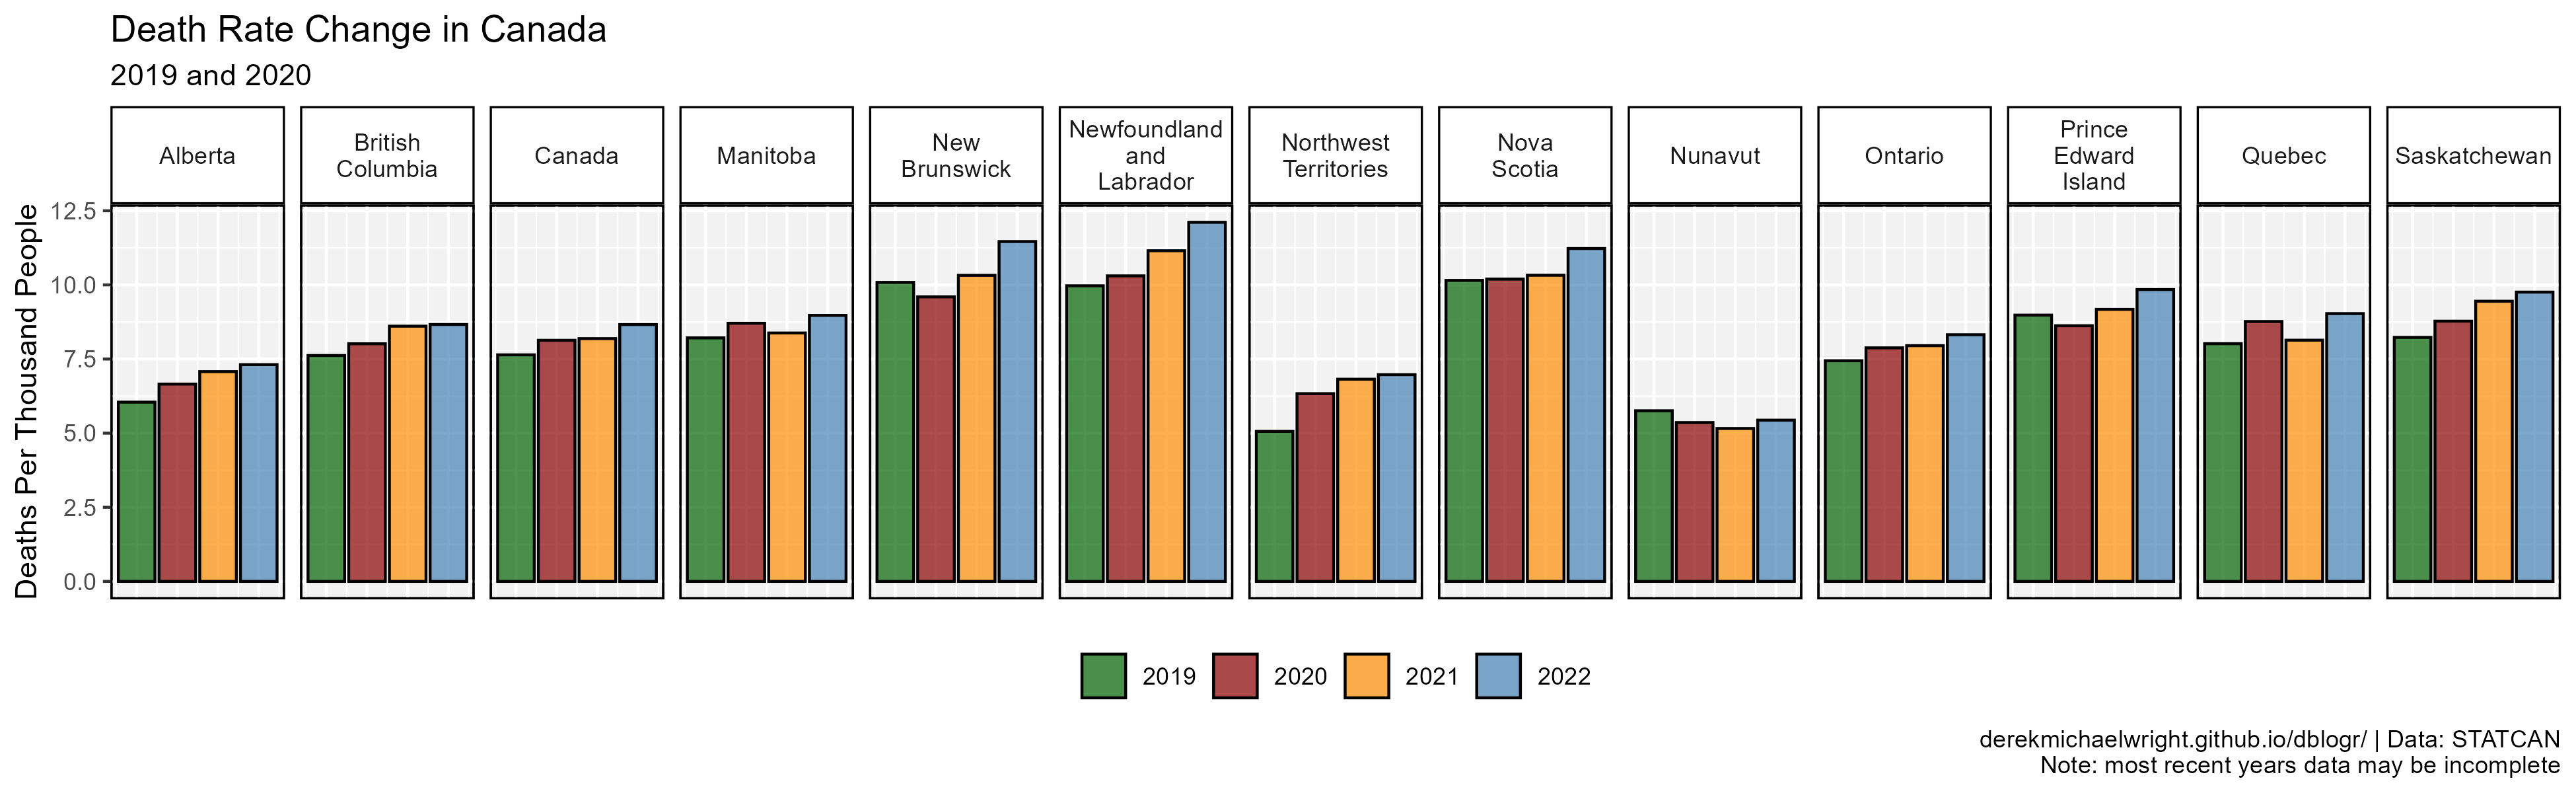 Death Rate Change in Canada
2019 and 2020
Alberta
British
Columbia
Canada
Manitoba
New
Brunswick
Newfoundland
and
Labrador
Northwest
Territories
Nova
Scotia
Nunavut
Ontario
Prince
Edward
Island
Quebec
Saskatchewan
Deaths Per Thousand People
12.5
10.0
7.5
5.0
2.5
0.0
2019 2020 2021 2022
derekmichaelwright.github.io/dblogr/ | Data: STATCAN
Note: most recent years data may be incomplete